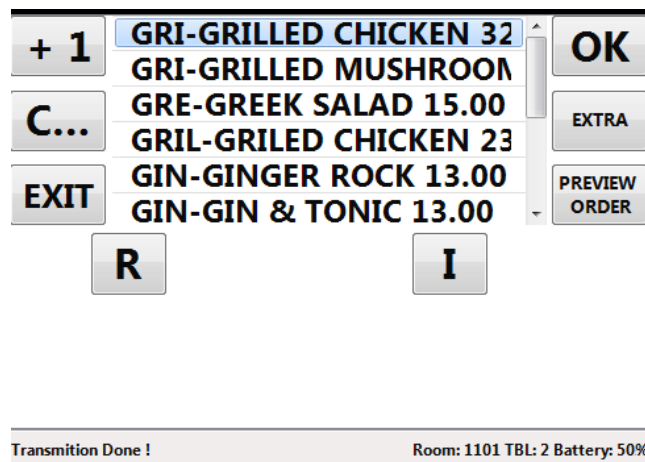 + 1
GRI-GRILLED CHICKEN 32
OK
GRI-GRILLED MUSHROOM
C...
GRE-GREEK SALAD 15.00
EXTRA
GRIL-GRILED CHICKEN 23
EXIT
GIN-GINGER ROCK 13.00
PREVIEW
ORDER
GIN-GIN & TONIC 13.00
R
I
Transmition Done !
Room: 1101 TBL: 2 Battery: 50%